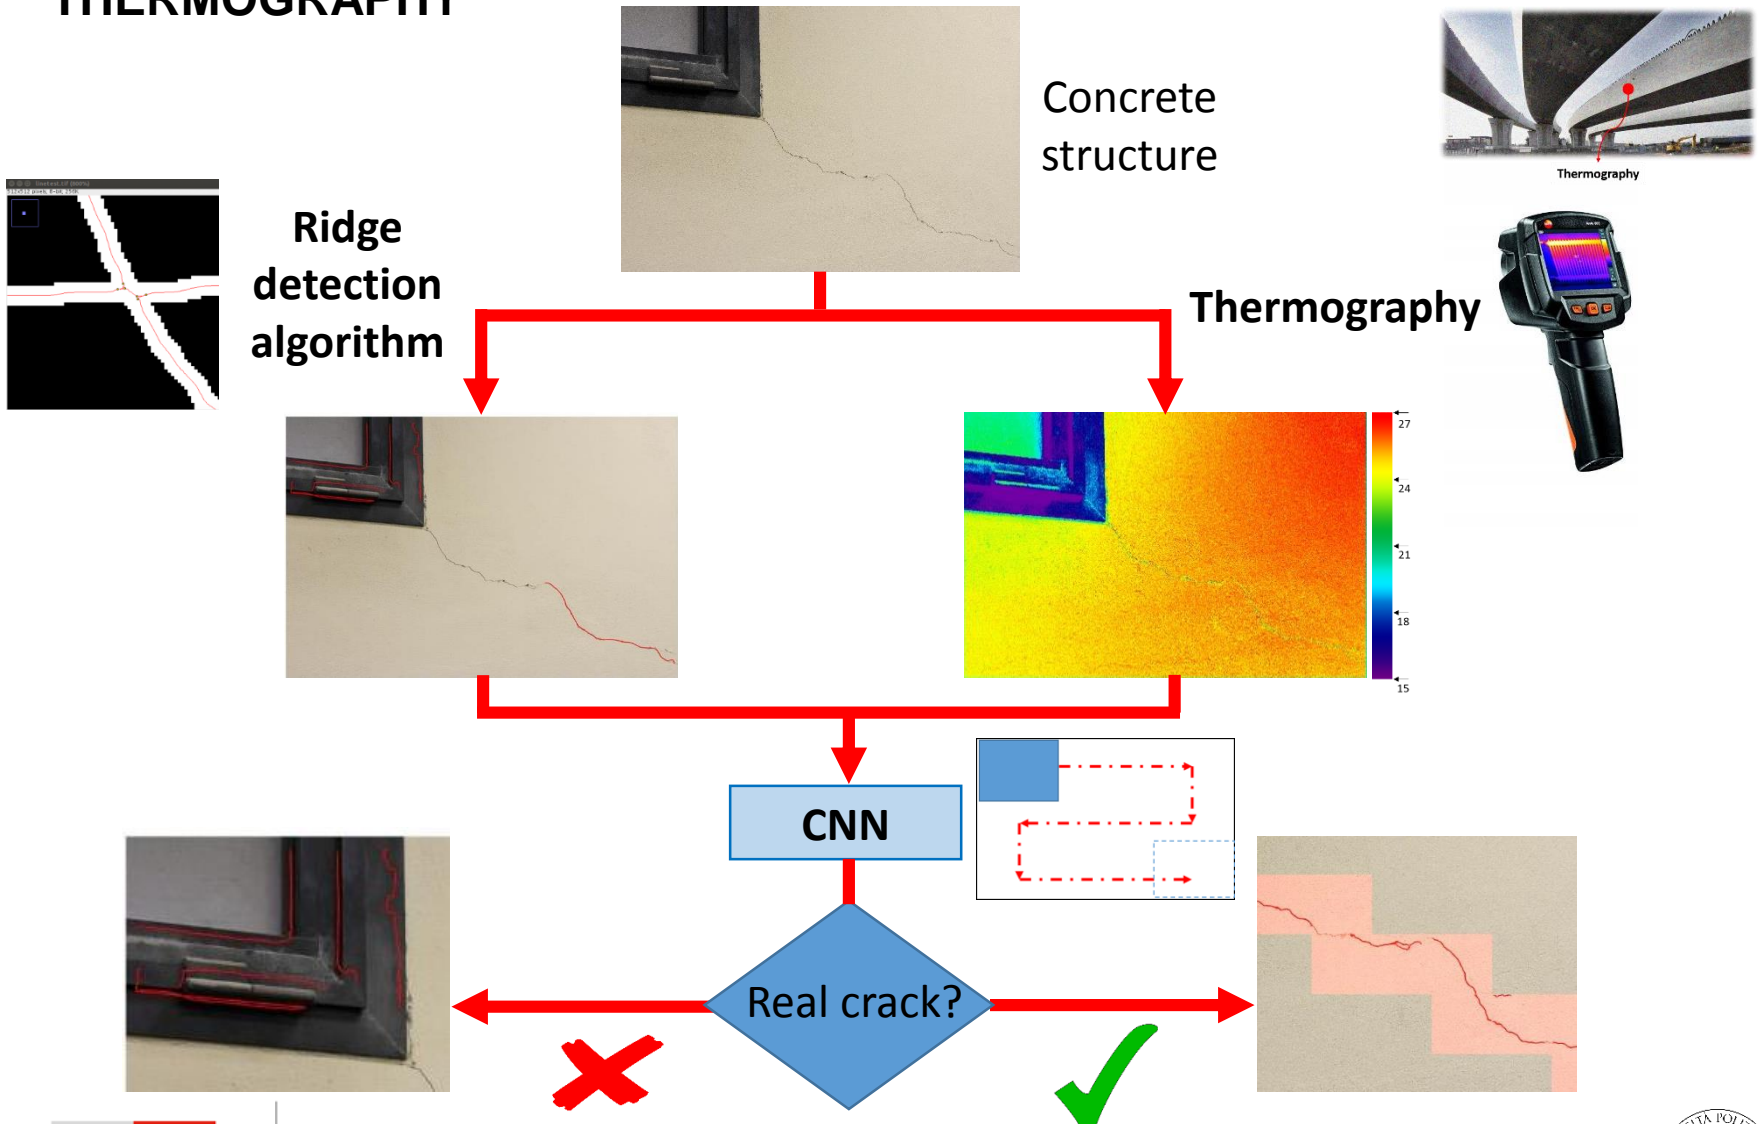 THERMOGRAPHY
Concrete
structure
Thermography
Ridge
detection
algorithm
Thermography
27
24
21
18
15
CNN
Real crack?